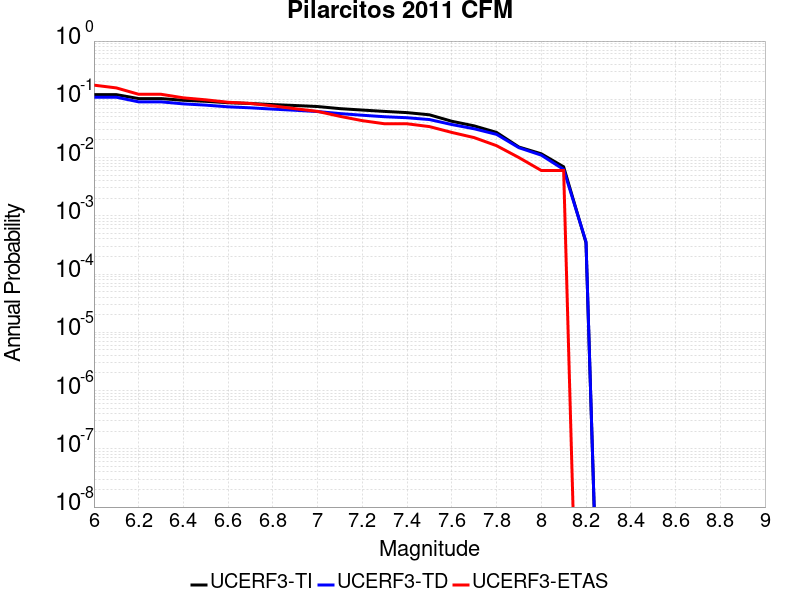 Pilarcitos 2011 CFM
10 0
10 -1
10 -2
10 -3
10 -4
10 -5
10 -6
10 -7
10 -8
Annual Probability
6 6.2 6.4 6.6 6.8 7 7.2 7.4 7.6 7.8 8 8.2 8.4 8.6 8.8 9
Magnitude
UCERF3-TI UCERF3-TD UCERF3-ETAS